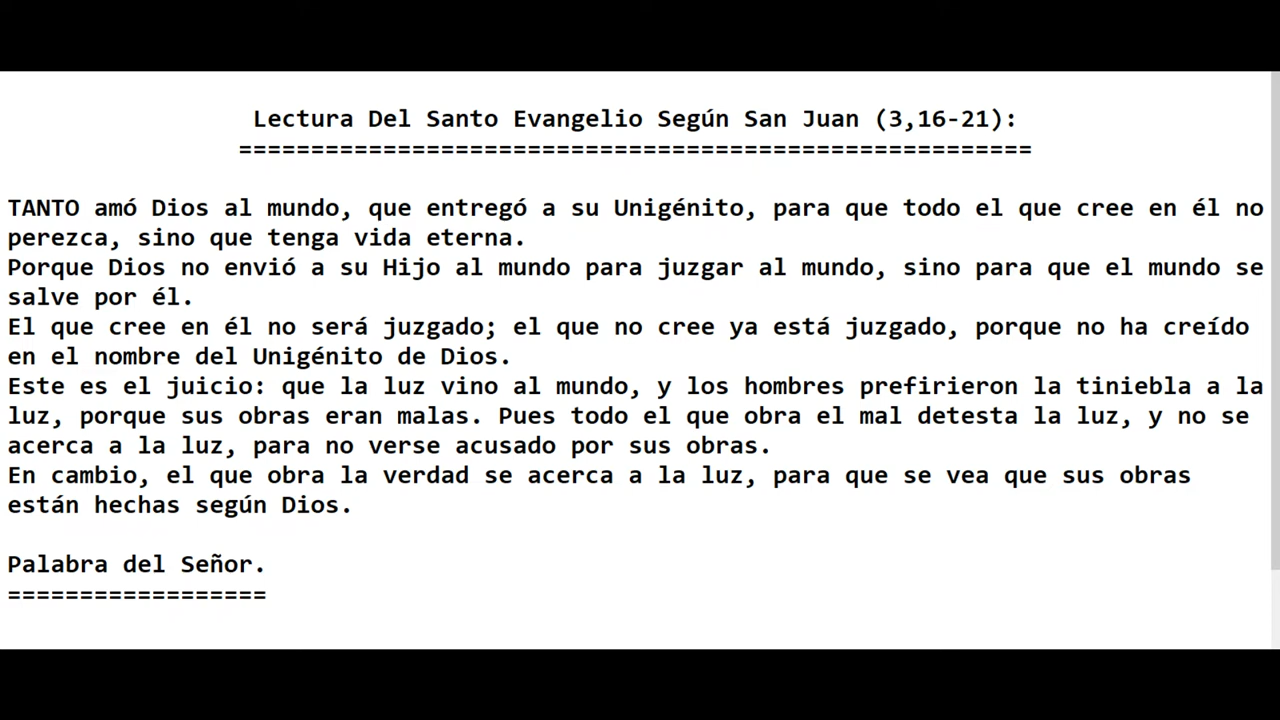 Lectura Del Santo Evangelio Según San Juan (3,16-21):
=======================================================
TANTO amó Dios al mundo, que entregó a su Unigénito, para que todo el que cree en él no
perezca, sino que tenga vida eterna.
Porque Dios no envió a su Hijo al mundo para juzgar al mundo, sino para que el mundo se
salve por él.
El que cree en él no será juzgado; el que no cree ya está juzgado, porque no ha creído
en el nombre del Unigénito de Dios.
Este es el juicio: que la luz vino al mundo, y los hombres prefirieron la tiniebla a la
luz, porque sus obras eran malas. Pues todo el que obra el mal detesta la luz, y no se
acerca a la luz, para no verse acusado por sus obras.
En cambio, el que obra la verdad se acerca a la luz, para que se vea que sus obras
están hechas según Dios.
Palabra del Señor.
==================